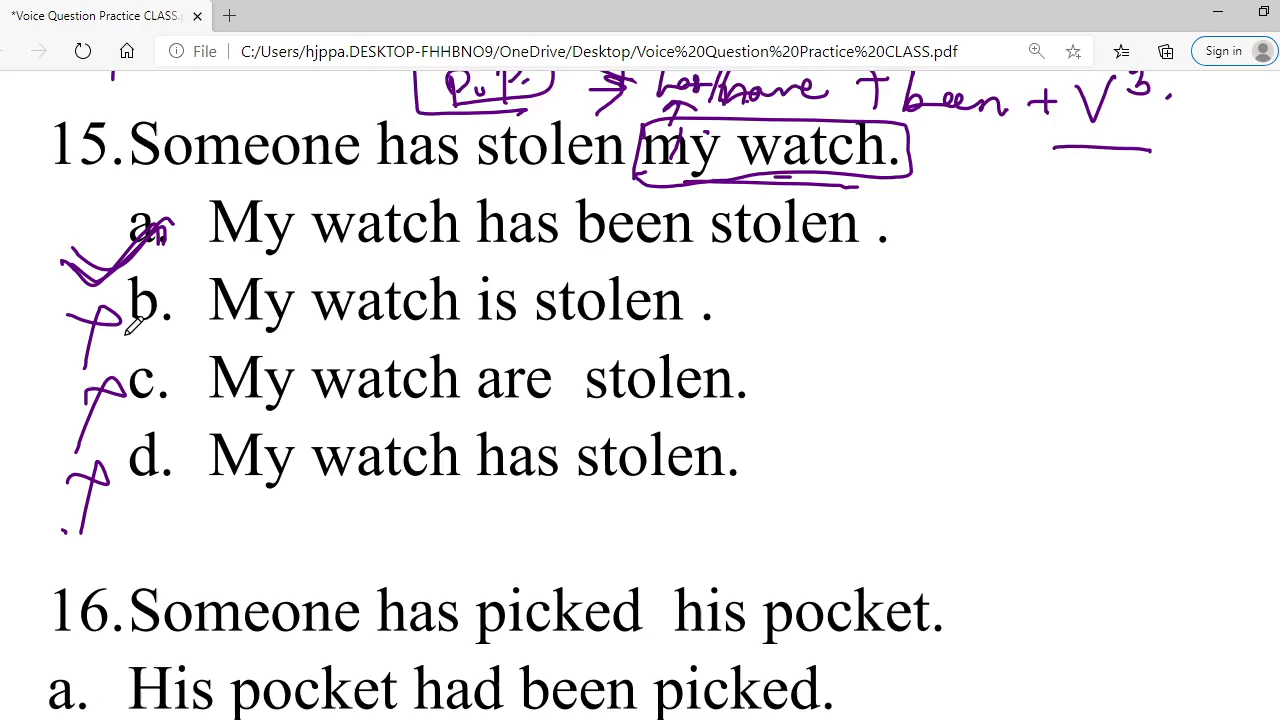 *Voice Question Practice CLASS.p
File C:/Users/hjppa.DESKTOP-FHHBNO9/OneDrive/Desktop/Voice%20Question%20Practice%20CLASS.pdf Sign in
has/have + been + V3.
15.Someone has stolen my watch.
a. My watch has been stolen .
b. My watch is stolen .
c. My watch are stolen.
d. My watch has stolen.
16.Someone has picked his pocket.
a. His pocket had been picked.